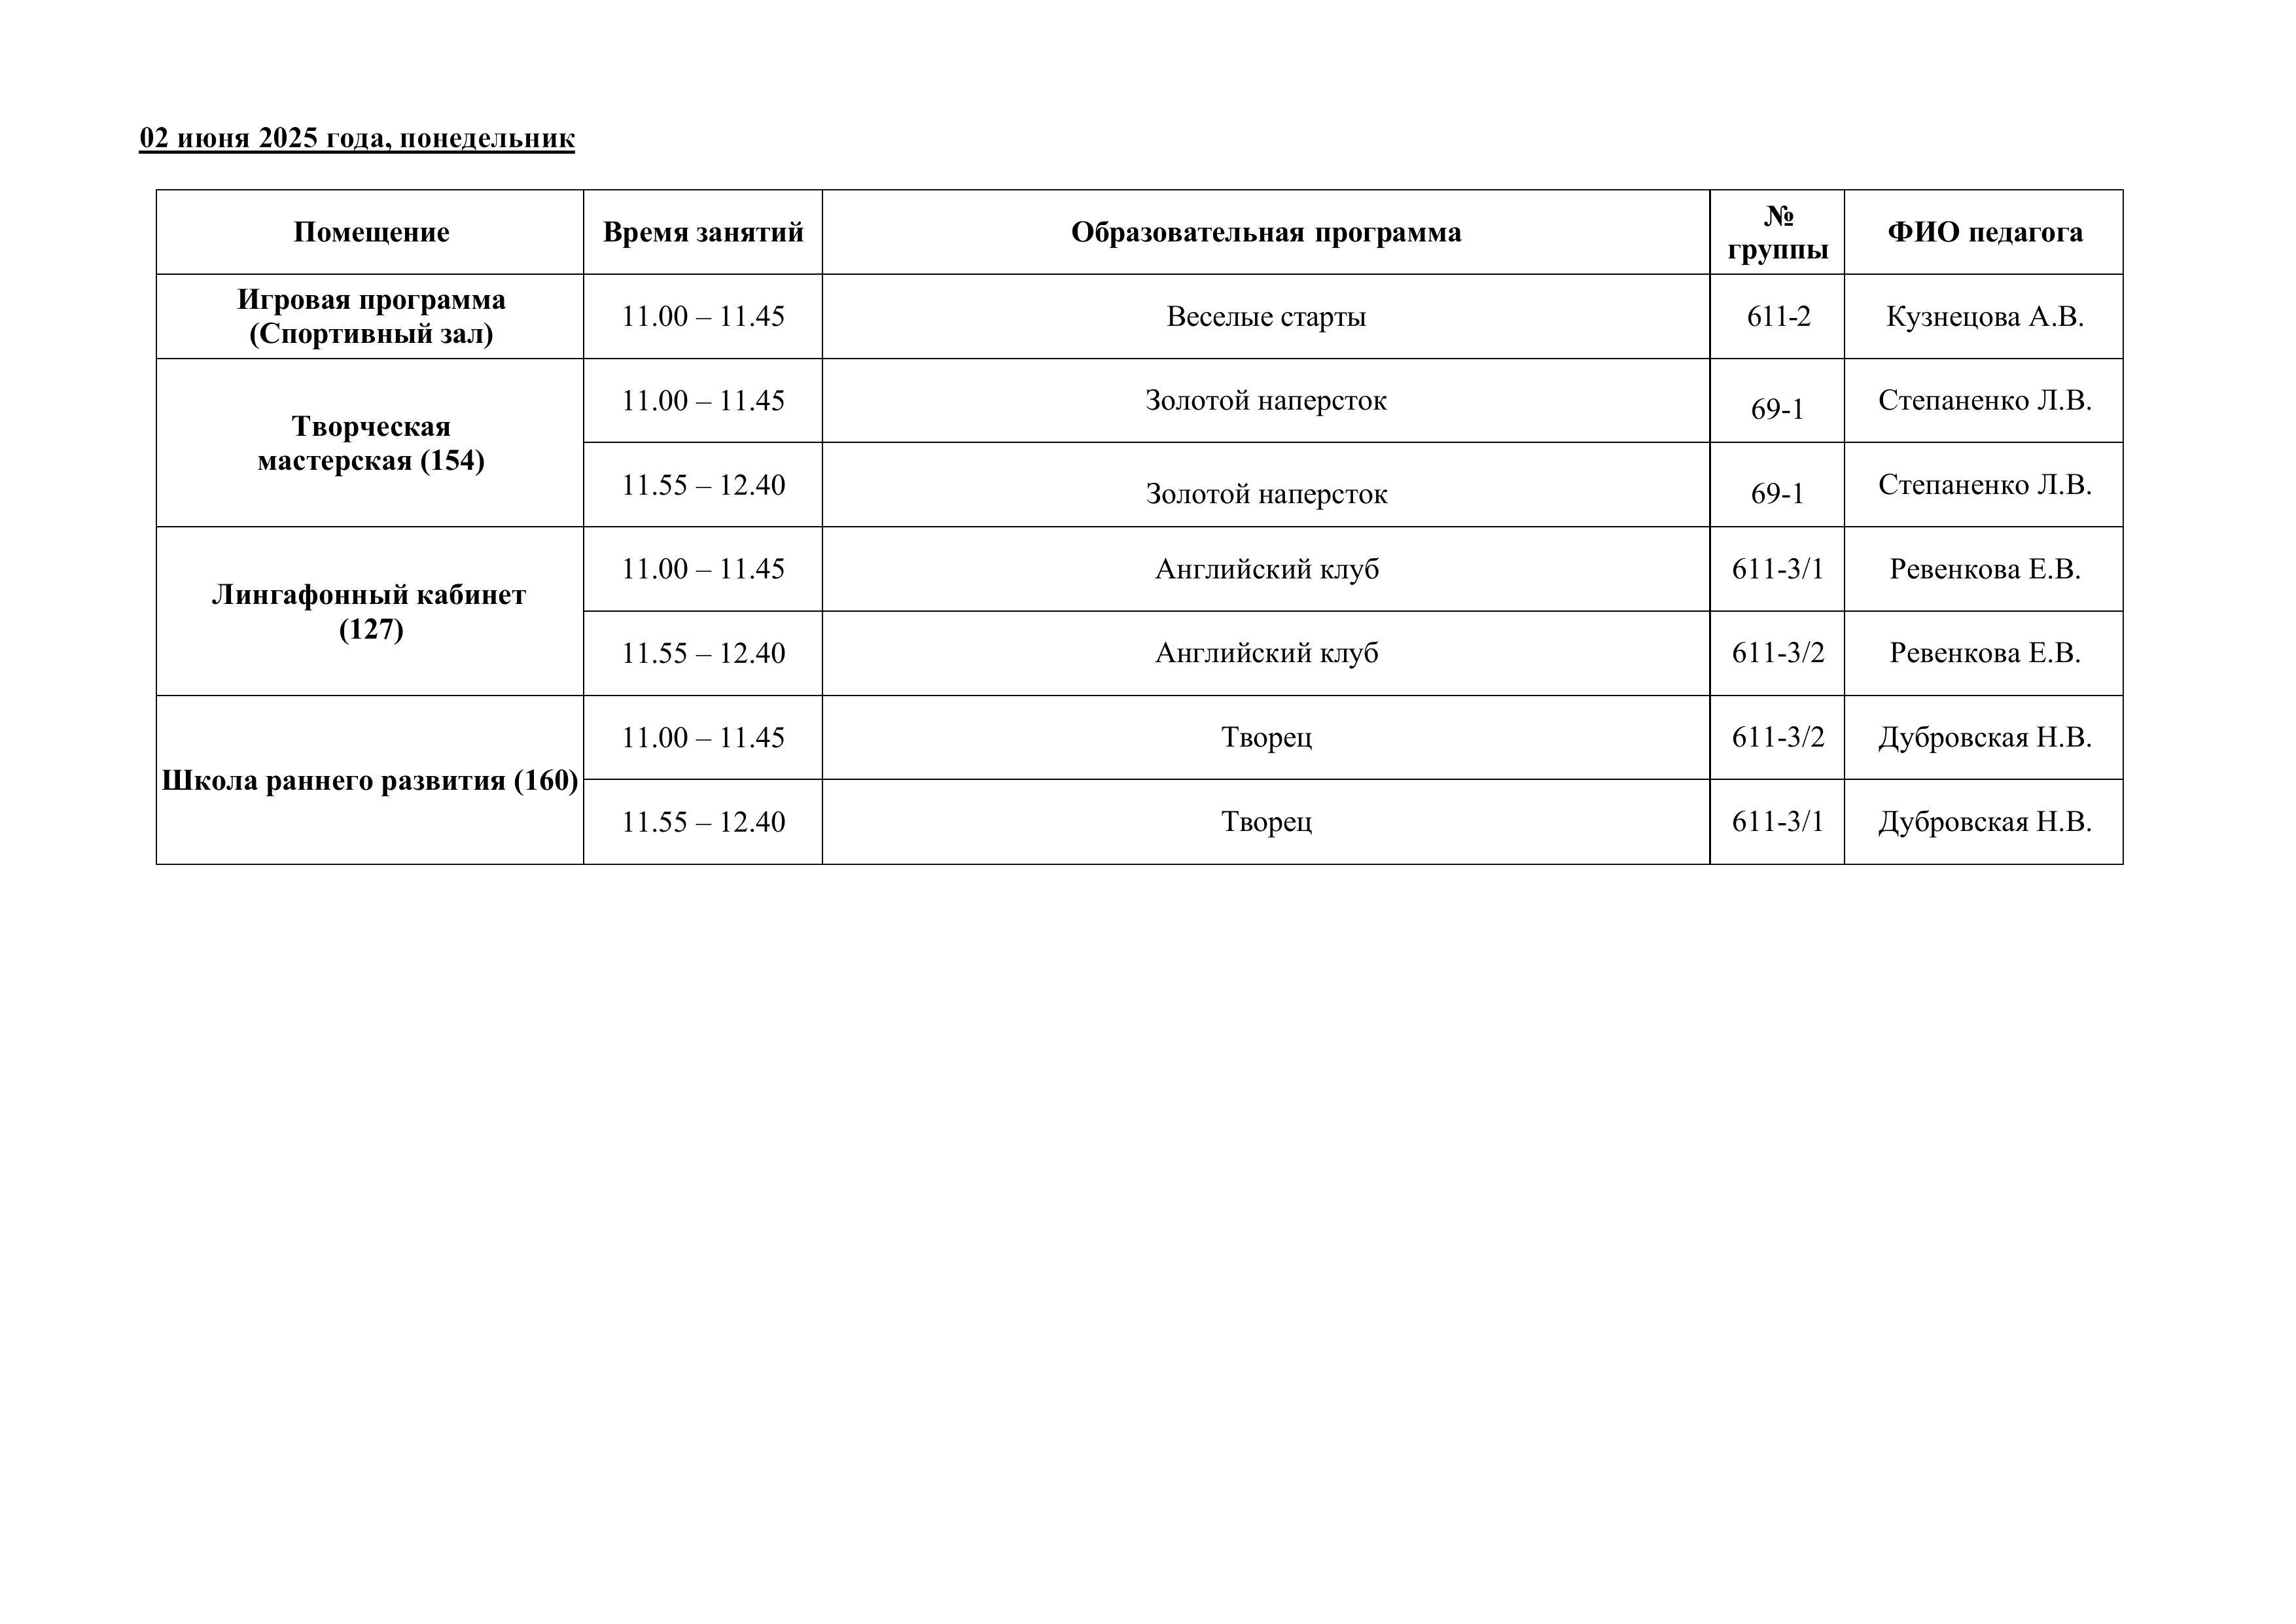 02 июня 2025 года, понедельник
Помещение
Время занятий
Образовательная программа
№
группы
ФИО педагога
Игровая программа
(Спортивный зал)
11.00 – 11.45
Веселые старты
611-2
Кузнецова А.В.
Творческая
мастерская (154)
11.00 – 11.45
Золотой наперсток
69-1
Степаненко Л.В.
11.55 – 12.40
Золотой наперсток
69-1
Степаненко Л.В.
Лингафонный кабинет
(127)
11.00 – 11.45
Английский клуб
611-3/1
Ревенкова Е.В.
11.55 – 12.40
Английский клуб
611-3/2
Ревенкова Е.В.
Школа раннего развития (160)
11.00 – 11.45
Творец
611-3/2
Дубровская Н.В.
11.55 – 12.40
Творец
611-3/1
Дубровская Н.В.